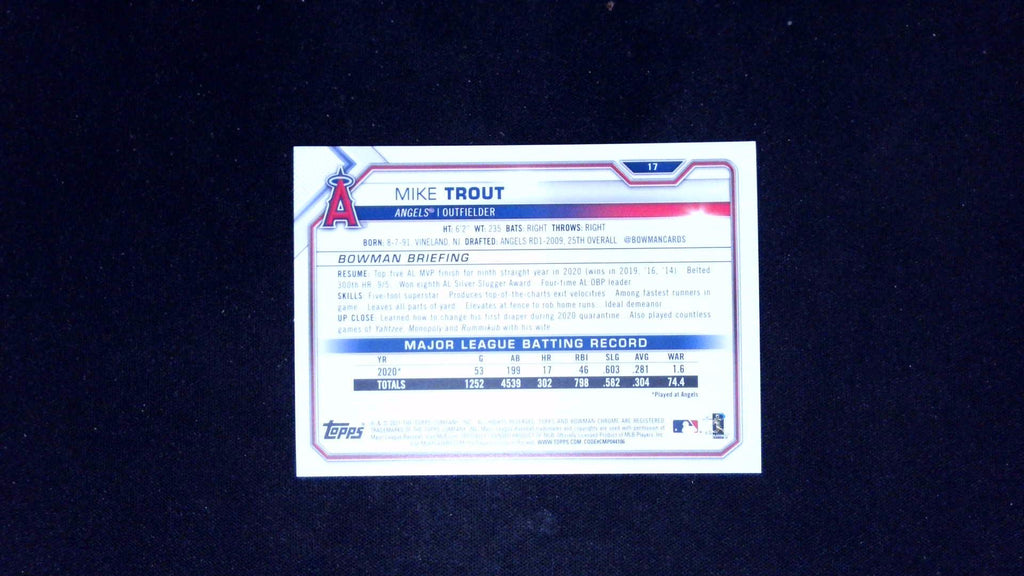 17
MIKE TROUT
ANGELS® | OUTFIELDER
HT: 6'2" WT: 235 BATS: RIGHT THROWS: RIGHT
BORN: 8-7-91 VINELAND, NJ DRAFTED: ANGELS RD1-2009, 25TH OVERALL @BOWMANCARDS
BOWMAN BRIEFING
RESUME: Top five AL MVP finish for ninth straight year in 2020 (wins in 2019, '16, '14). Belted
300th HR, 9/5. Won eighth AL Silver Slugger Award. Four-time AL OBP leader.
SKILLS: Five-tool superstar. Produces top-of-the-charts exit velocities. Among fastest runners in
game. Leaves all parts of yard. Elevates at fence to rob home runs. Ideal demeanor.
UP CLOSE: Learned how to change his first diaper during 2020 quarantine. Also played countless
games of Yahtzee, Monopoly and Rummikub with his wife.
MAJOR LEAGUE BATTING RECORD
YR G AB HR RBI SLG AVG WAR
2020* 53 199 17 46 .603 .281 1.6
TOTALS 1252 4539 302 798 .582 .304 74.4
*Played at Angels
Topps
WWW.TOPPS.COM CODE#CMP044106